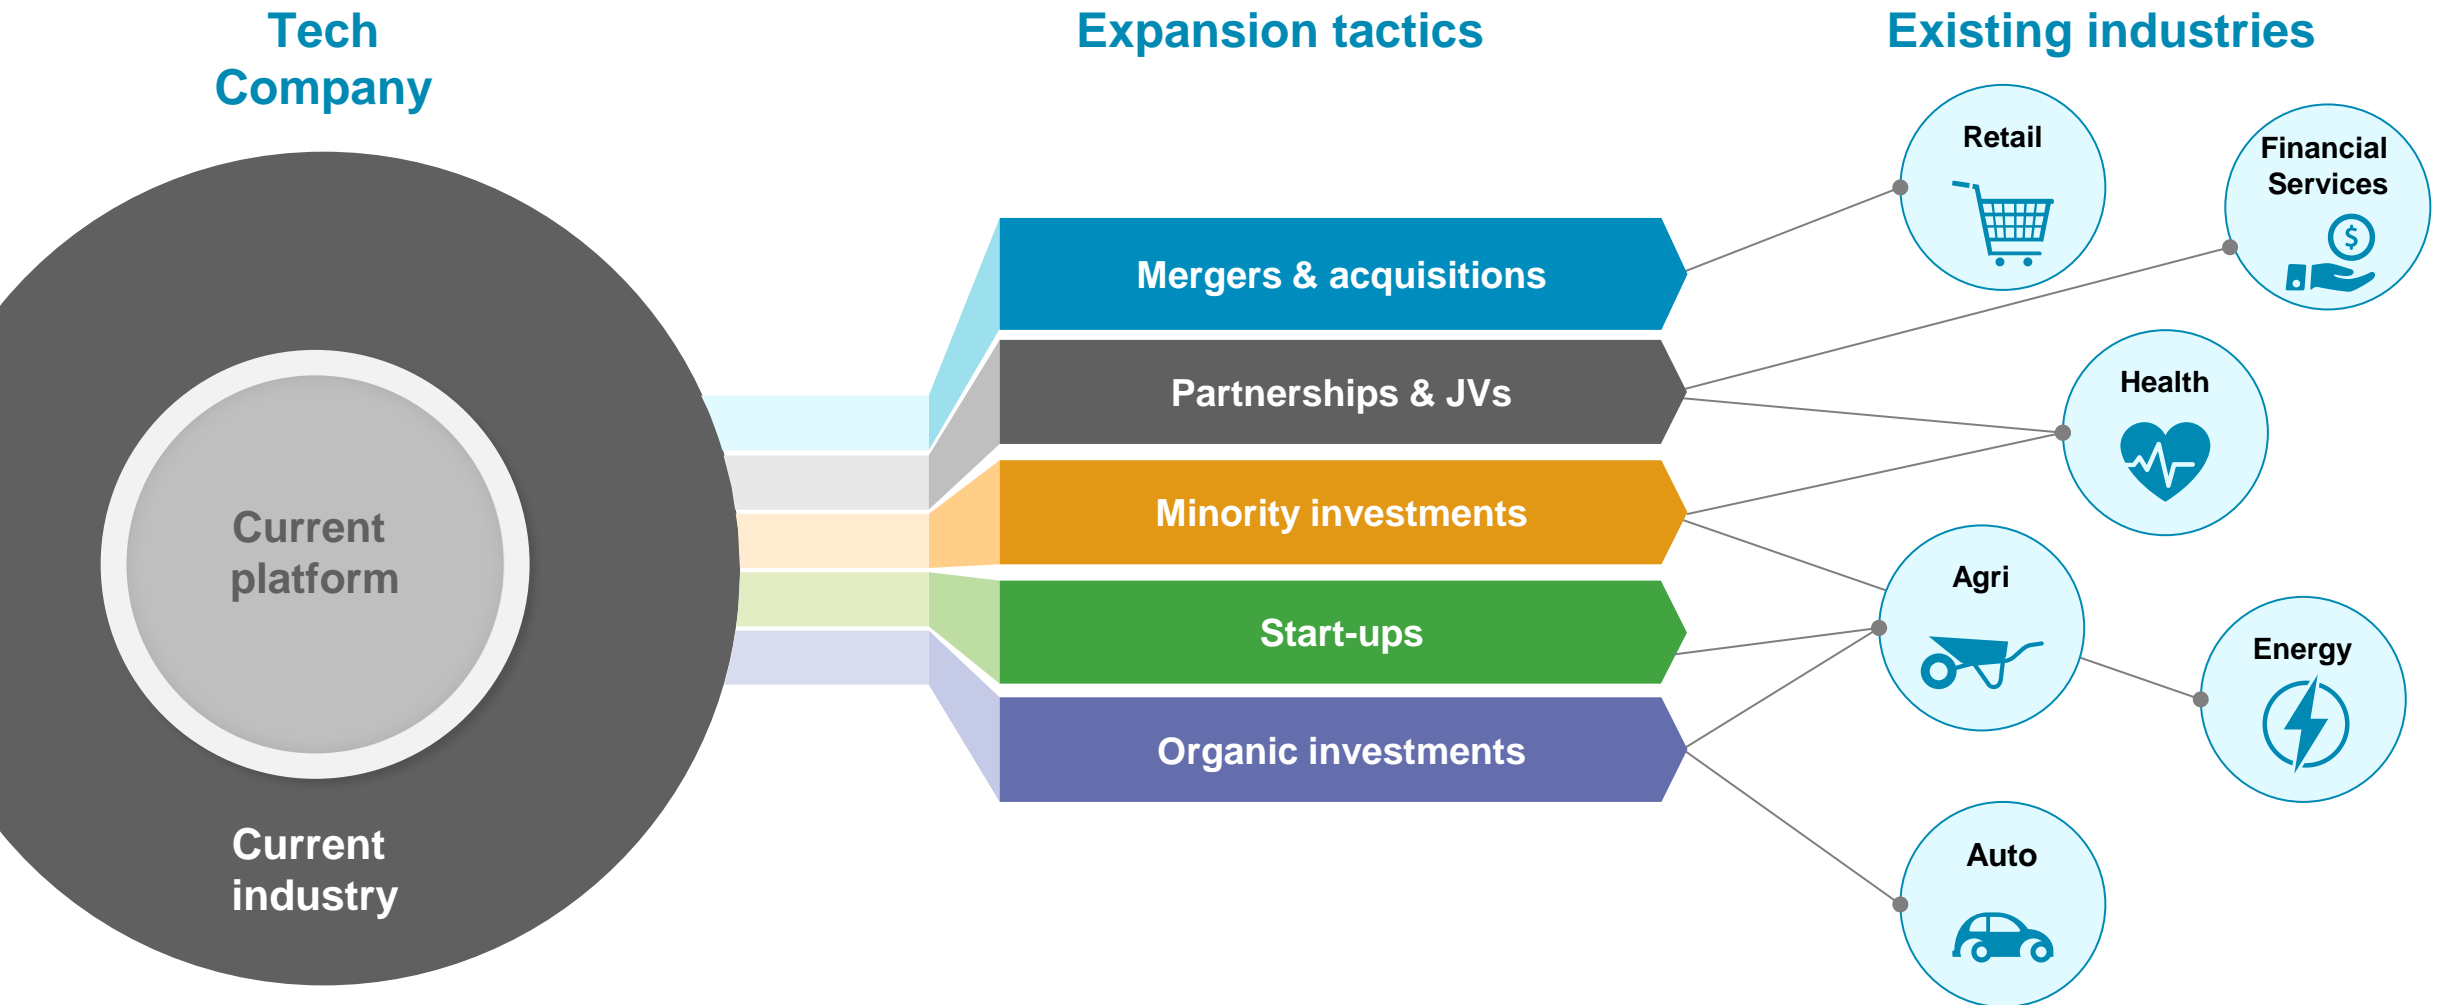 Tech
Company
Expansion tactics
Existing industries
Current
platform
Current
industry
Mergers & acquisitions
Partnerships & JVs
Minority investments
Start-ups
Organic investments
Retail
Financial
Services
$
Health
Agri
Energy
Auto